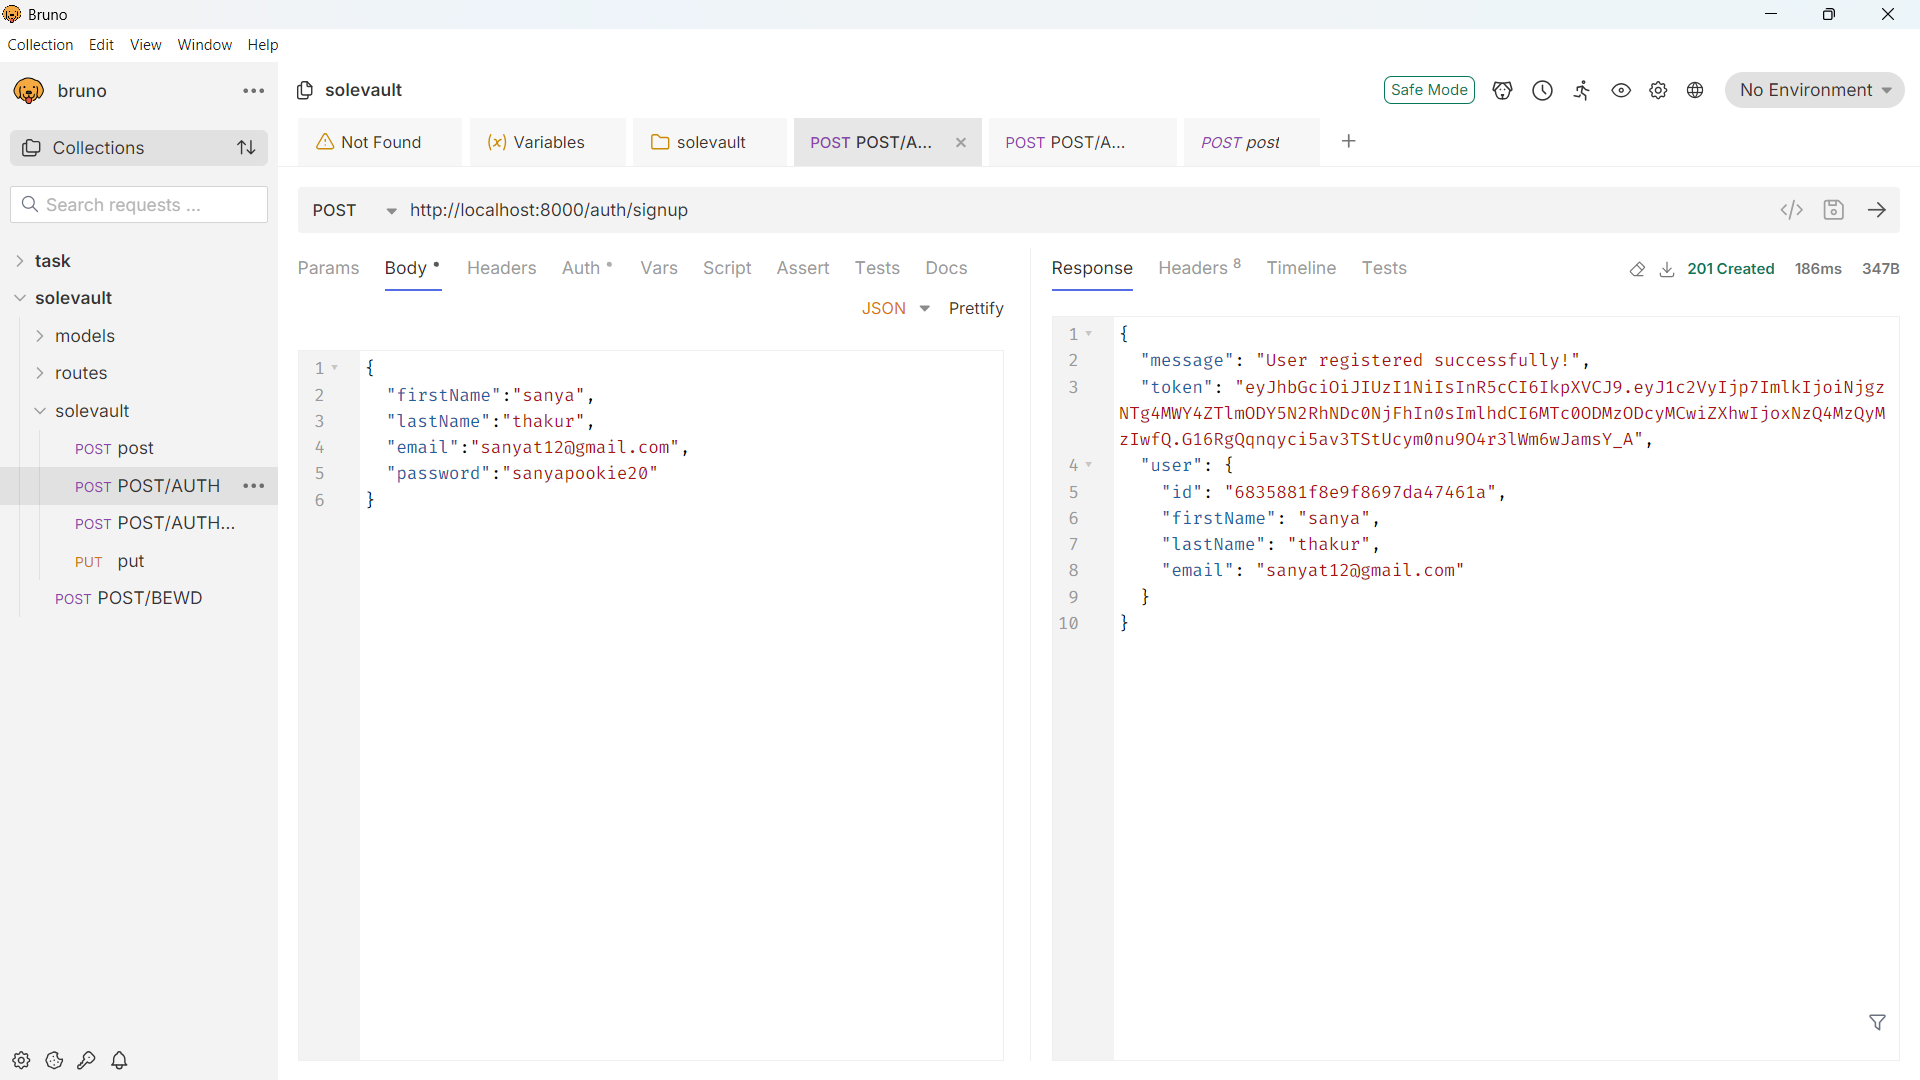 Bruno
Collection Edit View Window Help
bruno
solevault
Safe Mode
No Environment
Collections
Not Found
(x) Variables
solevault
POST POST/A...
POST POST/A...
POST post
Search requests ...
POST
http://localhost:8000/auth/signup
task
solevault
models
routes
solevault
POST post
POST POST/AUTH
POST POST/AUTH...
PUT put
POST POST/BEWD
Params Body Headers Auth Vars Script Assert Tests Docs
JSON Prettify
1 {
2 "firstName":"sanya",
3 "lastName":"thakur",
4 "email":"sanyat12@gmail.com",
5 "password":"sanyapookie20"
6 }
Response Headers 8 Timeline Tests
201 Created 186ms 347B
1 {
2 "message": "User registered successfully!",
3 "token": "eyJhbGciOiJIUzI1NiIsInR5cCI6IkpXVCJ9.eyJ1c2VyIjp7ImlkIjoiNjgz
NTg4MWY4ZTlmODY5N2RhNDc0NjFhIn0sImlhdCI6MTc0ODMzODcyMCwiZXhwIjoxNzQ4MzQyM
zIwfQ.G16RgQqnqyci5av3TStUcym0nu9O4r3lWm6wJamsY_A",
4 "user": {
5 "id": "6835881f8e9f8697da47461a",
6 "firstName": "sanya",
7 "lastName": "thakur",
8 "email": "sanyat12@gmail.com"
9 }
10 }